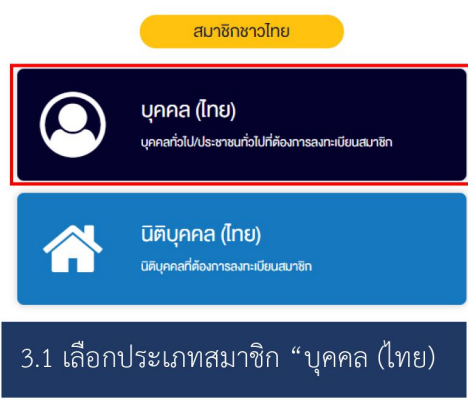 สมาชิกชาวไทย
บุคคล (ไทย)
บุคคลทั่วไป/ประชาชนทั่วไปที่ต้องการลงทะเบียนสมาชิก
นิติบุคคล (ไทย)
นิติบุคคลที่ต้องการลงทะเบียนสมาชิก
3.1 เลือกประเภทสมาชิก “บุคคล (ไทย)